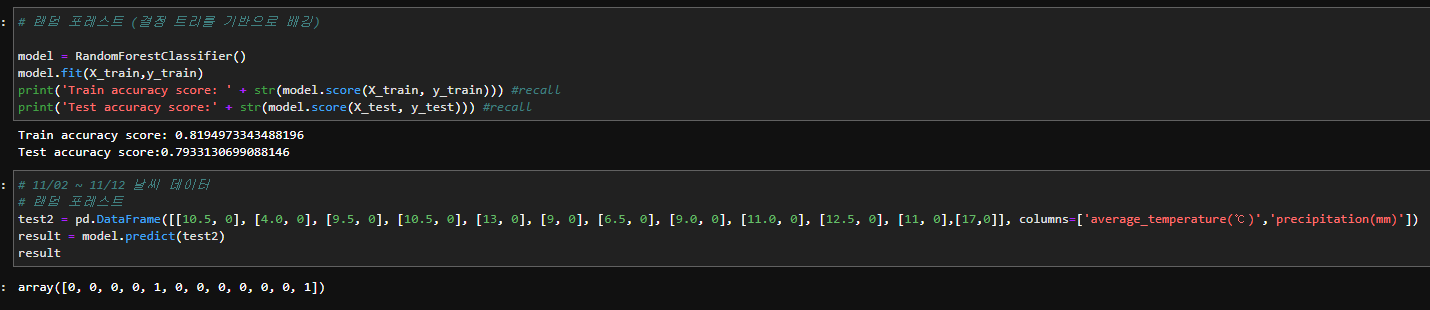 :
# 랜덤 포레스트 (결정 트리를 기반으로 배깅)
model = RandomForestClassifier()
model.fit(X_train,y_train)
print('Train accuracy score: ' + str(model.score(X_train, y_train))) #recall
print('Test accuracy score:' + str(model.score(X_test, y_test))) #recall
Train accuracy score: 0.8194973343488196
Test accuracy score:0.7933130699088146
:
# 11/02 ~ 11/12 날씨 데이터
# 랜덤 포레스트
test2 = pd.DataFrame([[10.5, 0], [4.0, 0], [9.5, 0], [10.5, 0], [13, 0], [9, 0], [6.5, 0], [9.0, 0], [11.0, 0], [12.5, 0], [11, 0],[17,0]], columns=['average_temperature(℃)','precipitation(mm)'])
result = model.predict(test2)
result
:
array([0, 0, 0, 0, 1, 0, 0, 0, 0, 0, 0, 1])